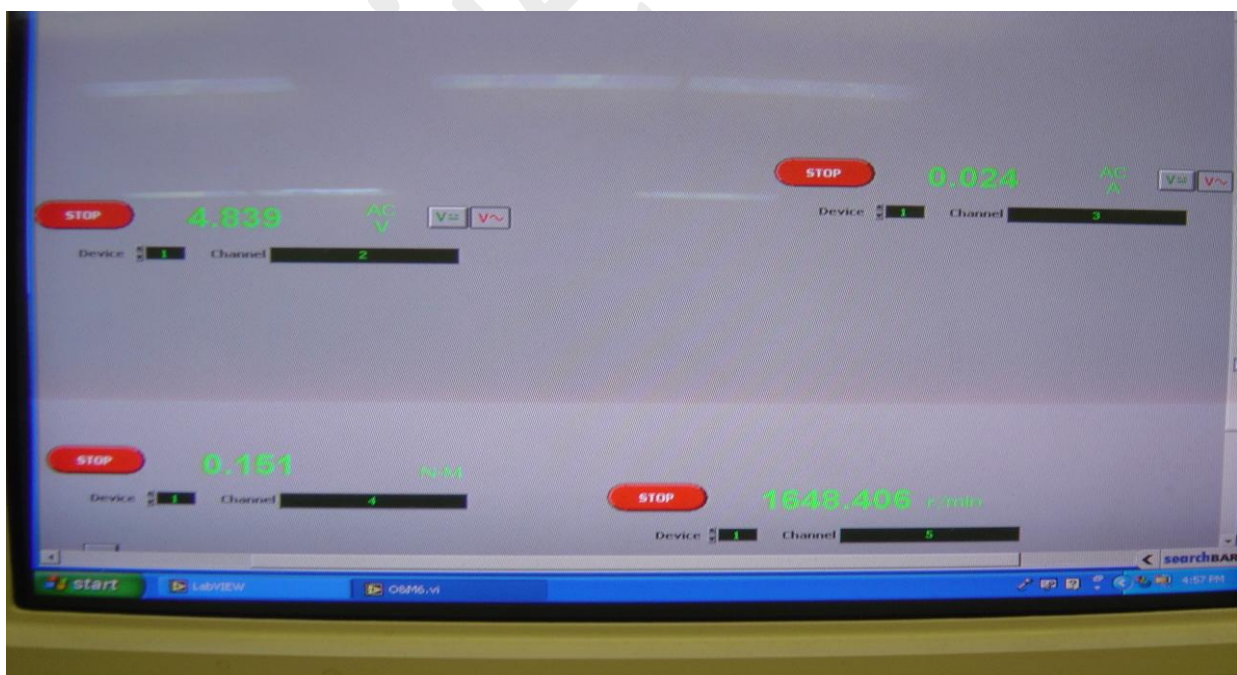 STOP 0.024 AC A V= V~
Device 1 Channel 3
STOP 4.839 AC V V= V~
Device 1 Channel 2
STOP 0.151 N-M
Device 1 Channel 4
STOP 1648.406 r/min
Device 1 Channel 5
searchBAR
start LabVIEW O&M6.vi 4:57 PM